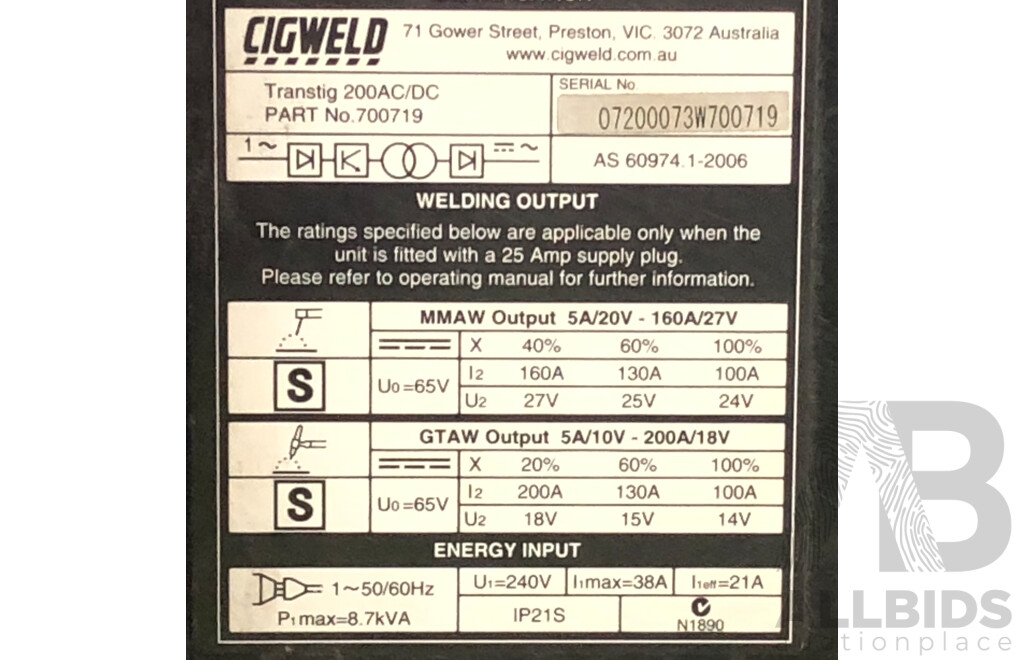 CIGWELD 71 Gower Street, Preston, VIC. 3072 Australia
www.cigweld.com.au
Transtig 200AC/DC
PART No.700719
SERIAL No
07200073W700719
1~
AS 60974.1-2006
WELDING OUTPUT
The ratings specified below are applicable only when the
unit is fitted with a 25 Amp supply plug.
Please refer to operating manual for further information.
MMAW Output 5A/20V - 160A/27V
X 40% 60% 100%
S
U0=65V
I2 160A 130A 100A
U2 27V 25V 24V
GTAW Output 5A/10V - 200A/18V
X 20% 60% 100%
S
U0=65V
I2 200A 130A 100A
U2 18V 15V 14V
ENERGY INPUT
1~50/60Hz
P1max=8.7kVA
U1=240V I1max=38A I1eff=21A
IP21S
N1890
AB
ALLBIDS
tionplace